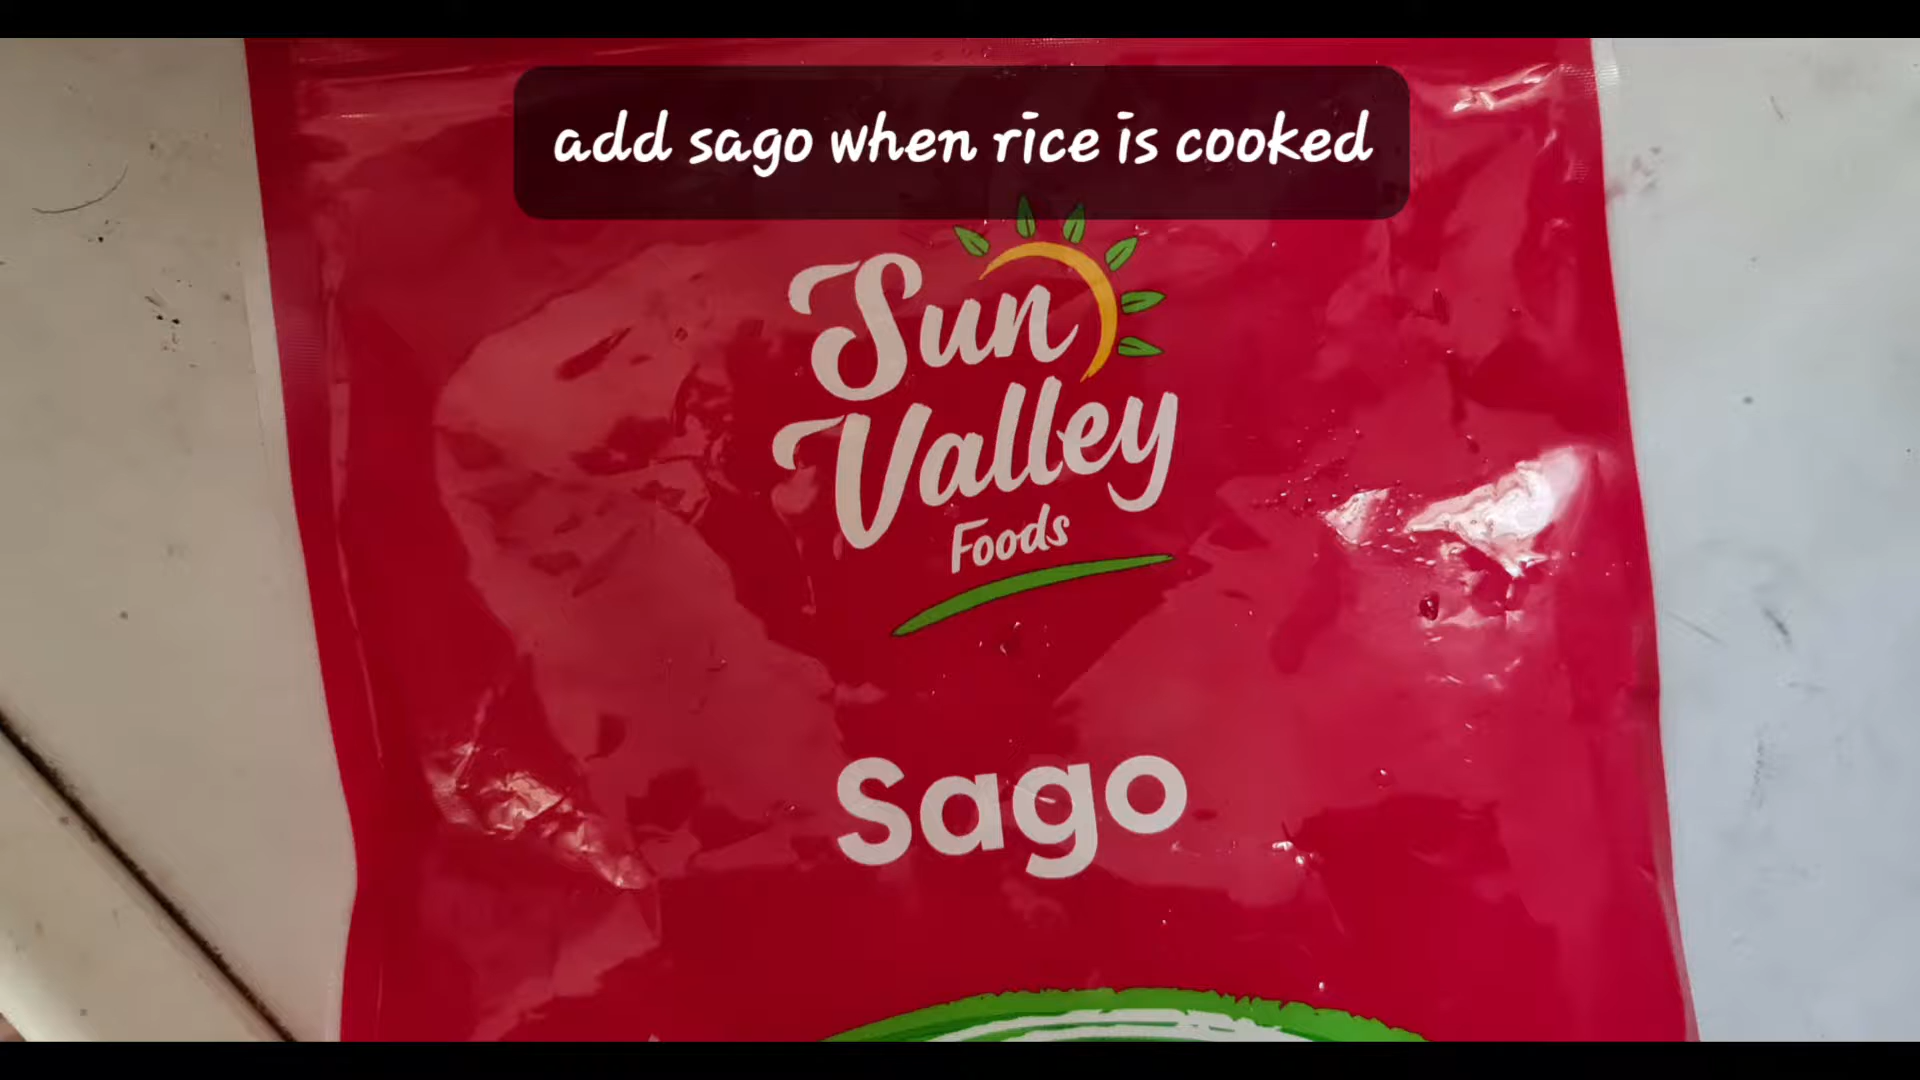 add sago when rice is cooked
Sun
Valley
Foods
Sago